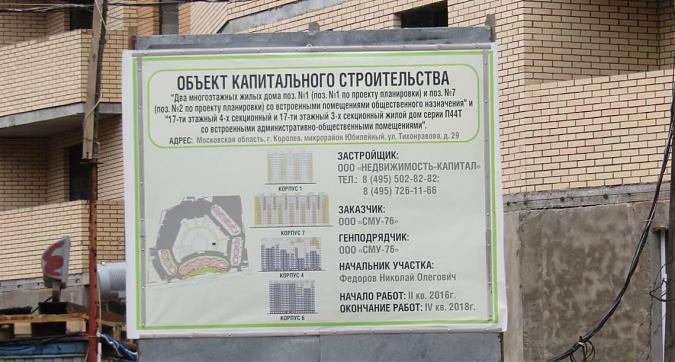 ОБЪЕКТ КАПИТАЛЬНОГО СТРОИТЕЛЬСТВА
"Два многоэтажных жилых дома поз. №1 (поз. №1 по проекту планировки) и поз. №7
(поз. №2 по проекту планировки) со встроенными помещениями общественного назначения" и
"17-ти этажный 4-х секционный и 17-ти этажный 3-х секционный жилой дом серии П44Т
со встроенными административно-общественными помещениями".
АДРЕС: Московская область, г. Королев, микрорайон Юбилейный, ул. Тихонравова, д. 29
КОРПУС 1
КОРПУС 7
КОРПУС 4
КОРПУС 6
ЗАСТРОЙЩИК:
ООО «НЕДВИЖИМОСТЬ-КАПИТАЛ»
ТЕЛ.: 8 (495) 502-82-82;
8 (495) 726-11-66
ЗАКАЗЧИК:
ООО «СМУ-76»
ГЕНПОДРЯДЧИК:
ООО «СМУ-76»
НАЧАЛЬНИК УЧАСТКА:
Федоров Николай Олегович
НАЧАЛО РАБОТ: II кв. 2016г.
ОКОНЧАНИЕ РАБОТ: IV кв. 2018г.